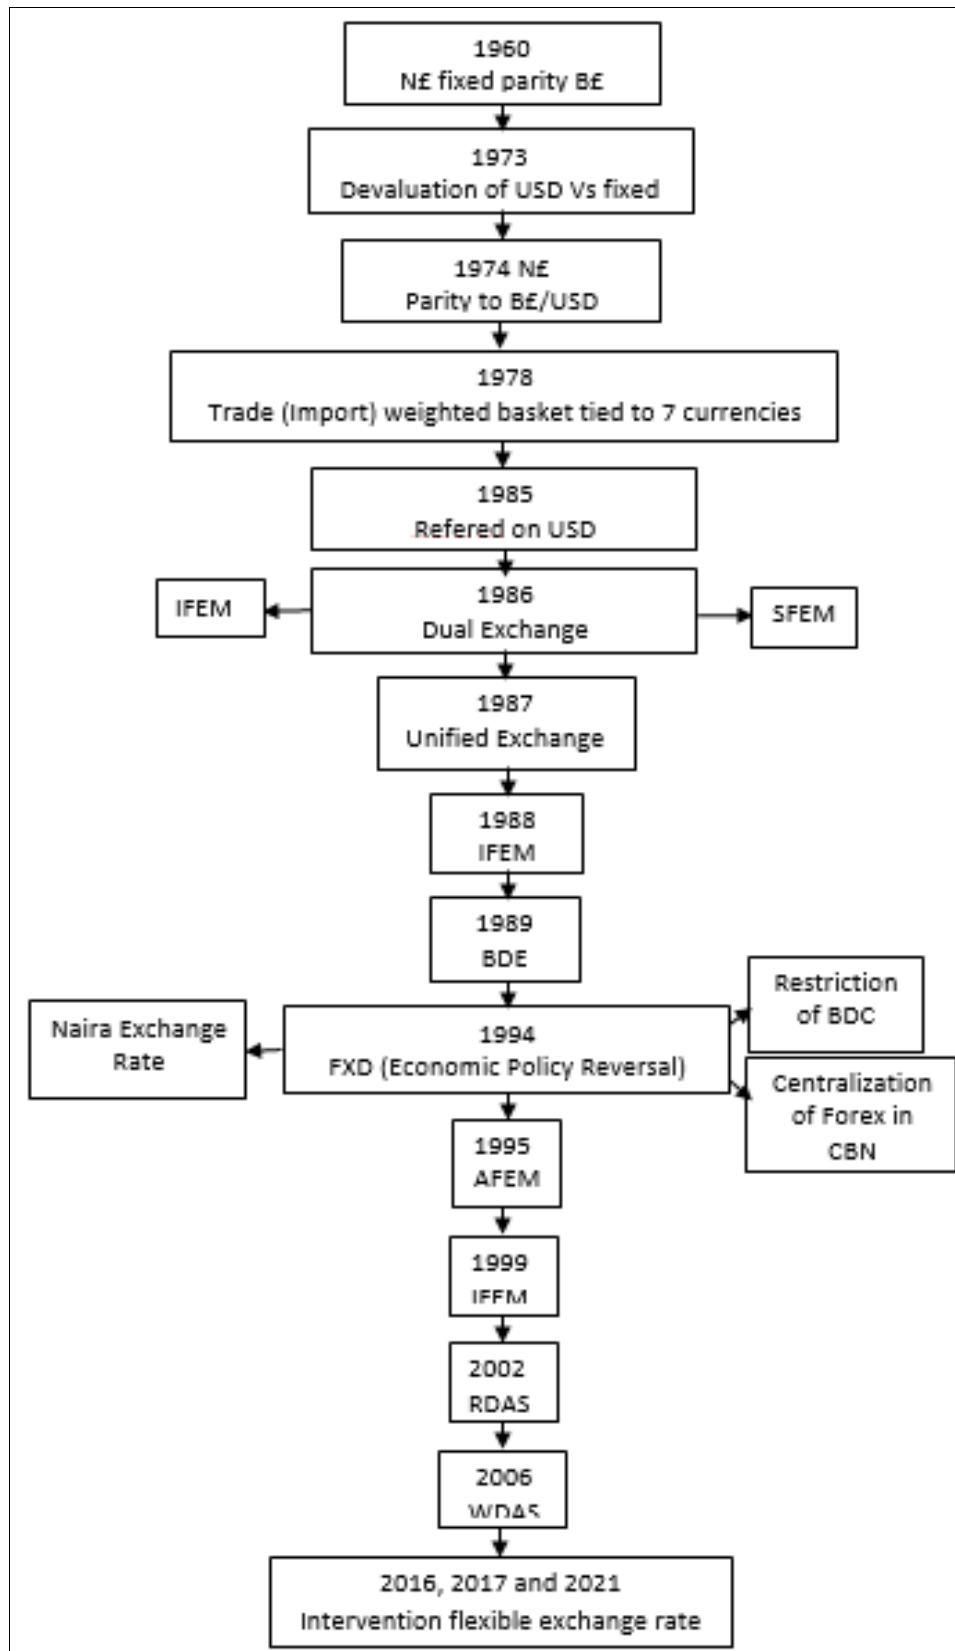 1960
N£ fixed parity B£
1973
Devaluation of USD Vs fixed
1974 N£
Parity to B£/USD
1978
Trade (Import) weighted basket tied to 7 currencies
1985
Refered on USD
IFEM
1986
Dual Exchange
SFEM
1987
Unified Exchange
1988
IFEM
1989
BDE
Naira Exchange
Rate
1994
FXD (Economic Policy Reversal)
Restriction
of BDC
Centralization
of Forex in
CBN
1995
AFEM
1999
IFEM
2002
RDAS
2006
WDAS
2016, 2017 and 2021
Intervention flexible exchange rate